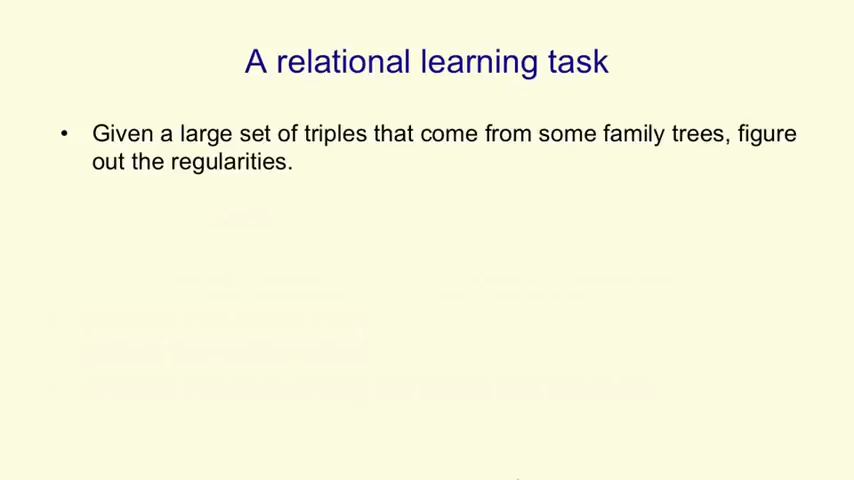 A relational learning task
• Given a large set of triples that come from some family trees, figure
out the regularities.